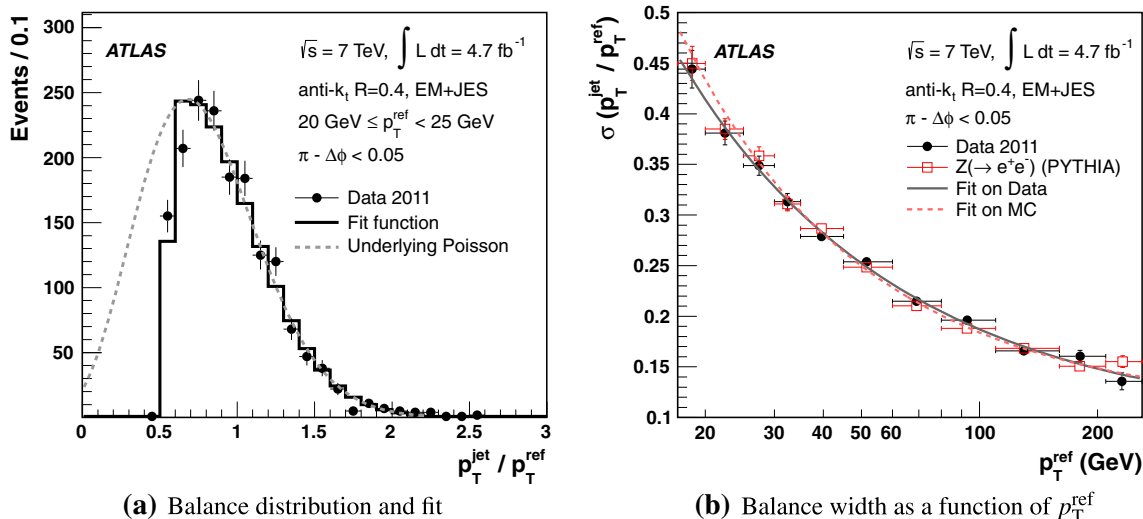 Events / 0.1
300
250
200
150
100
50
0
0.5
1
1.5
2
2.5
3
p_T^jet / p_T^ref
ATLAS
√s = 7 TeV, ∫ L dt = 4.7 fb⁻¹
anti-k_t R=0.4, EM+JES
20 GeV ≤ p_T^ref < 25 GeV
π - Δϕ < 0.05
Data 2011
Fit function
Underlying Poisson
(a) Balance distribution and fit
σ (p_T^jet / p_T^ref)
0.5
0.45
0.4
0.35
0.3
0.25
0.2
0.15
0.1
20
30
40
50
60
100
200
p_T^ref (GeV)
ATLAS
√s = 7 TeV, ∫ L dt = 4.7 fb⁻¹
anti-k_t R=0.4, EM+JES
π - Δϕ < 0.05
Data 2011
Z(→ e⁺e⁻) (PYTHIA)
Fit on Data
Fit on MC
(b) Balance width as a function of p_T^ref